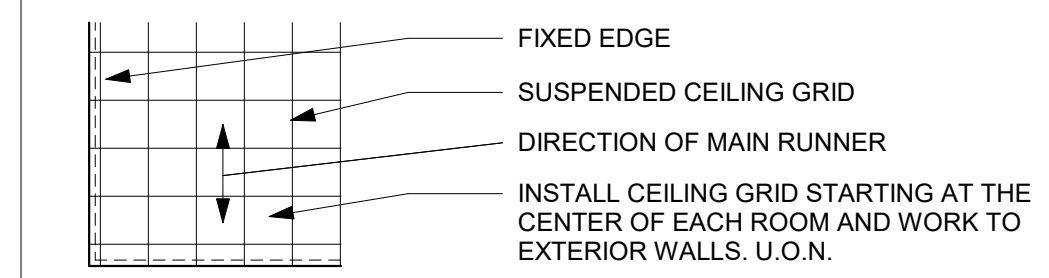 FIXED EDGE
SUSPENDED CEILING GRID
DIRECTION OF MAIN RUNNER
INSTALL CEILING GRID STARTING AT THE
CENTER OF EACH ROOM AND WORK TO
EXTERIOR WALLS. U.O.N.